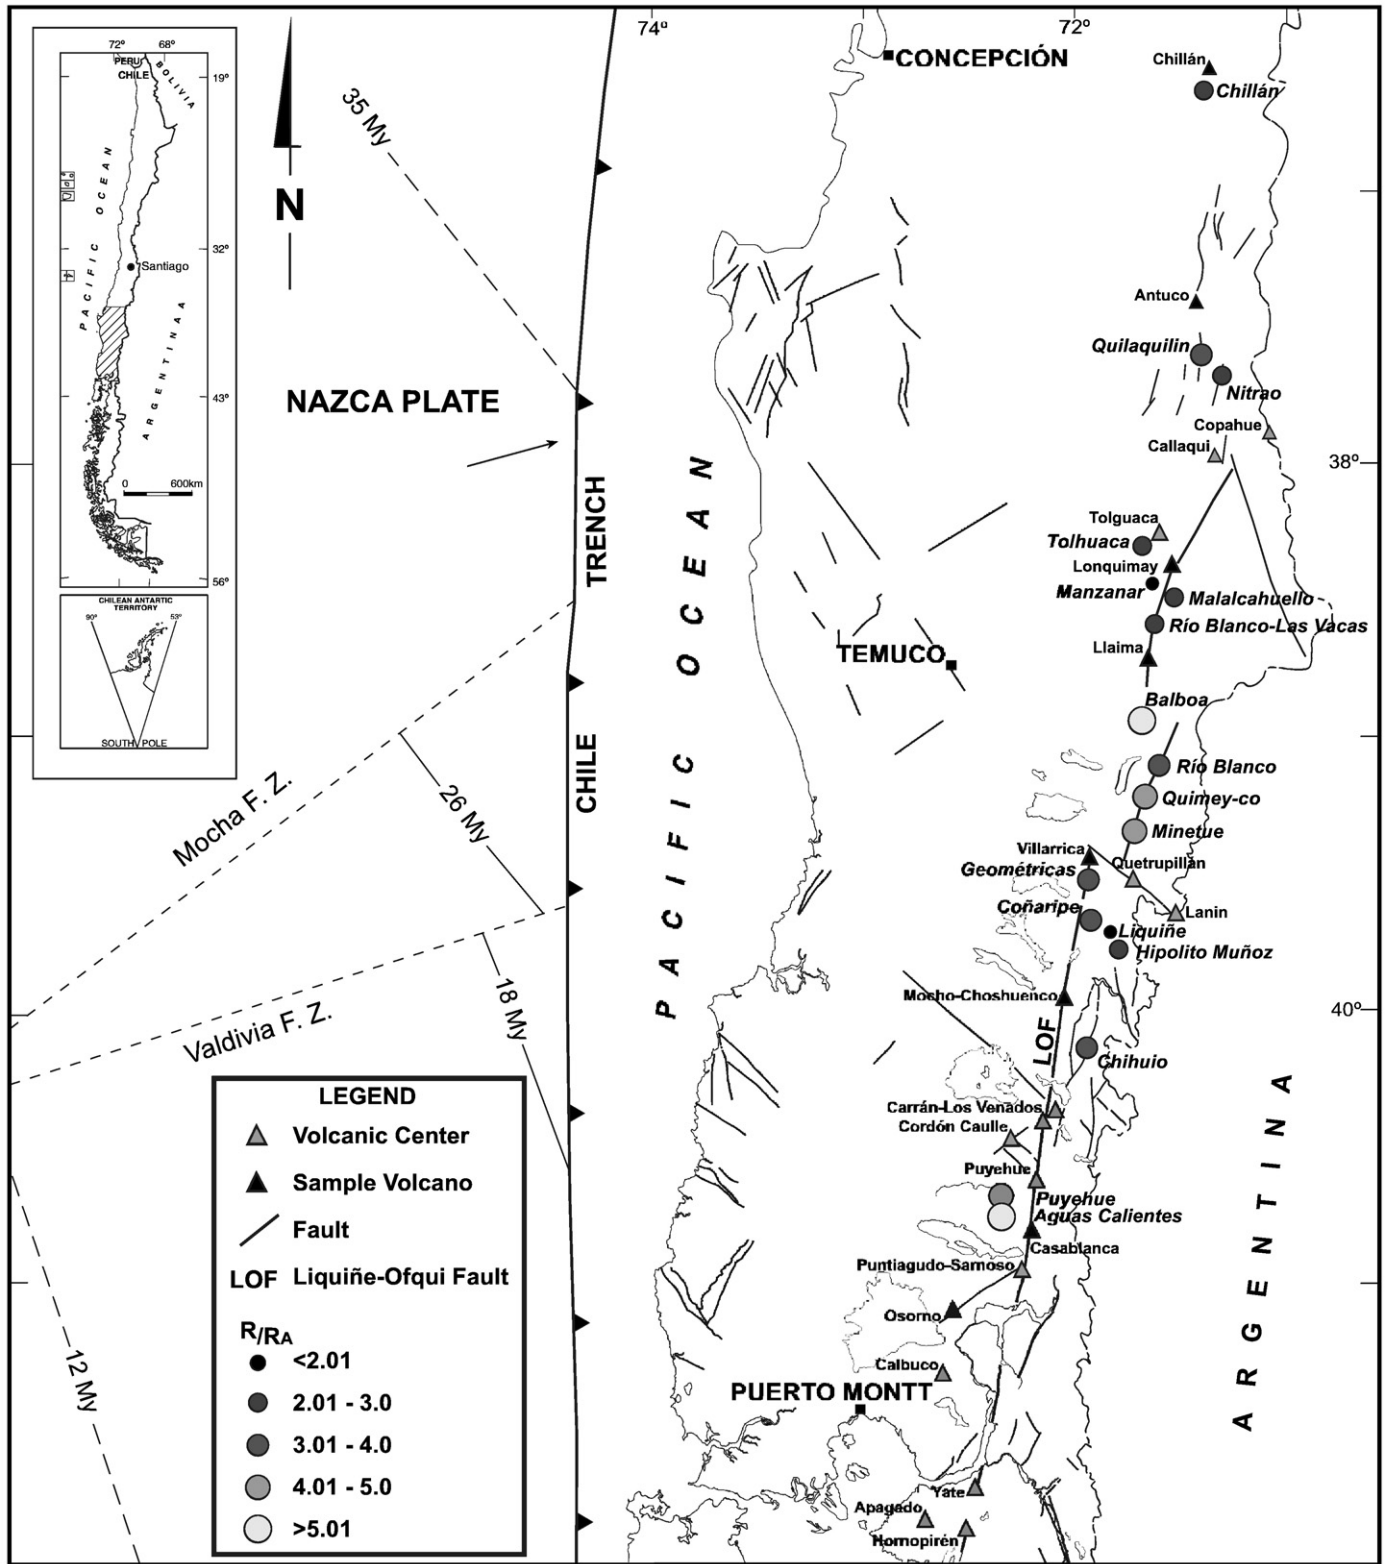 72º
68º
PERU
CHILE
BOLIVIA
19º
PACIFIC OCEAN
32º
Santiago
ARGENTINAA
43º
0
600km
56º
CHILEAN ANTARCTIC
TERRITORY
90º
53º
SOUTH POLE
N
35 My
74º
72º
CONCEPCIÓN
Chillán
Chillán
Antuco
Quilaquilin
Nitrao
NAZCA PLATE
Copahue
Callaqui
38º
TRENCH
CHILE
PACIFIC OCEAN
Tolguaca
Tolhuaca
Lonquimay
Manzanar
Malalcahuello
Río Blanco-Las Vacas
TEMUCO
Llaima
Balboa
Río Blanco
Quimey-co
Minetue
Mocha F. Z.
26 My
Villarrica
Quetrupillán
Geométricas
Coñaripe
Lanin
Liquiñe
Hipolito Muñoz
Mocho-Choshuenco
40º
Valdivia F. Z.
18 My
LOF
Chihuio
Carrán-Los Venados
Cordón Caulle
Puyehue
Puyehue
Aguas Calientes
Casablanca
Puntiagudo-Sarnoso
Osorno
Calbuco
PUERTO MONTT
Yate
Apagado
Hornopirén
ARGENTINA
12 My
LEGEND
Volcanic Center
Sample Volcano
Fault
LOF Liquiñe-Ofqui Fault
R/RA
<2.01
2.01 - 3.0
3.01 - 4.0
4.01 - 5.0
>5.01